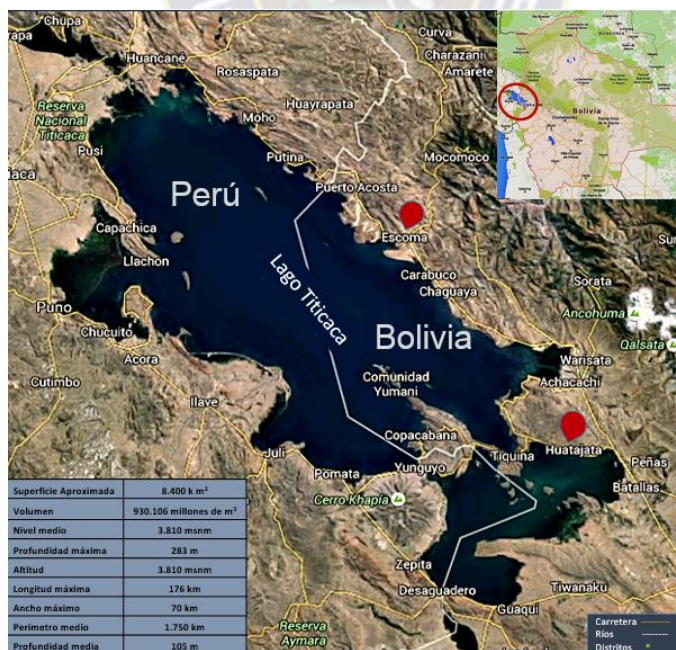 Chupa
Curva
Charazani
Amarete
Huancané
Rosaspata
Reserva
Nacional
Titicaca
Huayrapata
Moho
Pusi
Putina
Mocomoco
Puerto Acosta
Perú
Escoma
Capachica
Llachon
Carabuco
Chaguaya
Sorata
Lago Titicaca
Ancohuma
Puno
Chucuito
Bolivia
Qalsata
Acora
Warisata
Cutimbo
Comunidad
Yumani
Achacachi
Ilave
Copacabana
Huatajata
Juli
Tiquina
Peñas
Pomata
Yunguyo
Batallas
Cerro Khapia
Zepita
Desaguadero
Tiwanaku
Guaqui
Reserva
Aymara
Bolivia
Superficie Aproximada 8.400 k m²
Volumen 930.106 millones de m³
Nivel medio 3.810 msnm
Profundidad máxima 283 m
Altitud 3.810 msnm
Longitud máxima 176 km
Ancho máximo 70 km
Perimetro medio 1.750 km
Profundidad media 105 m
Carretera
Ríos
Distritos